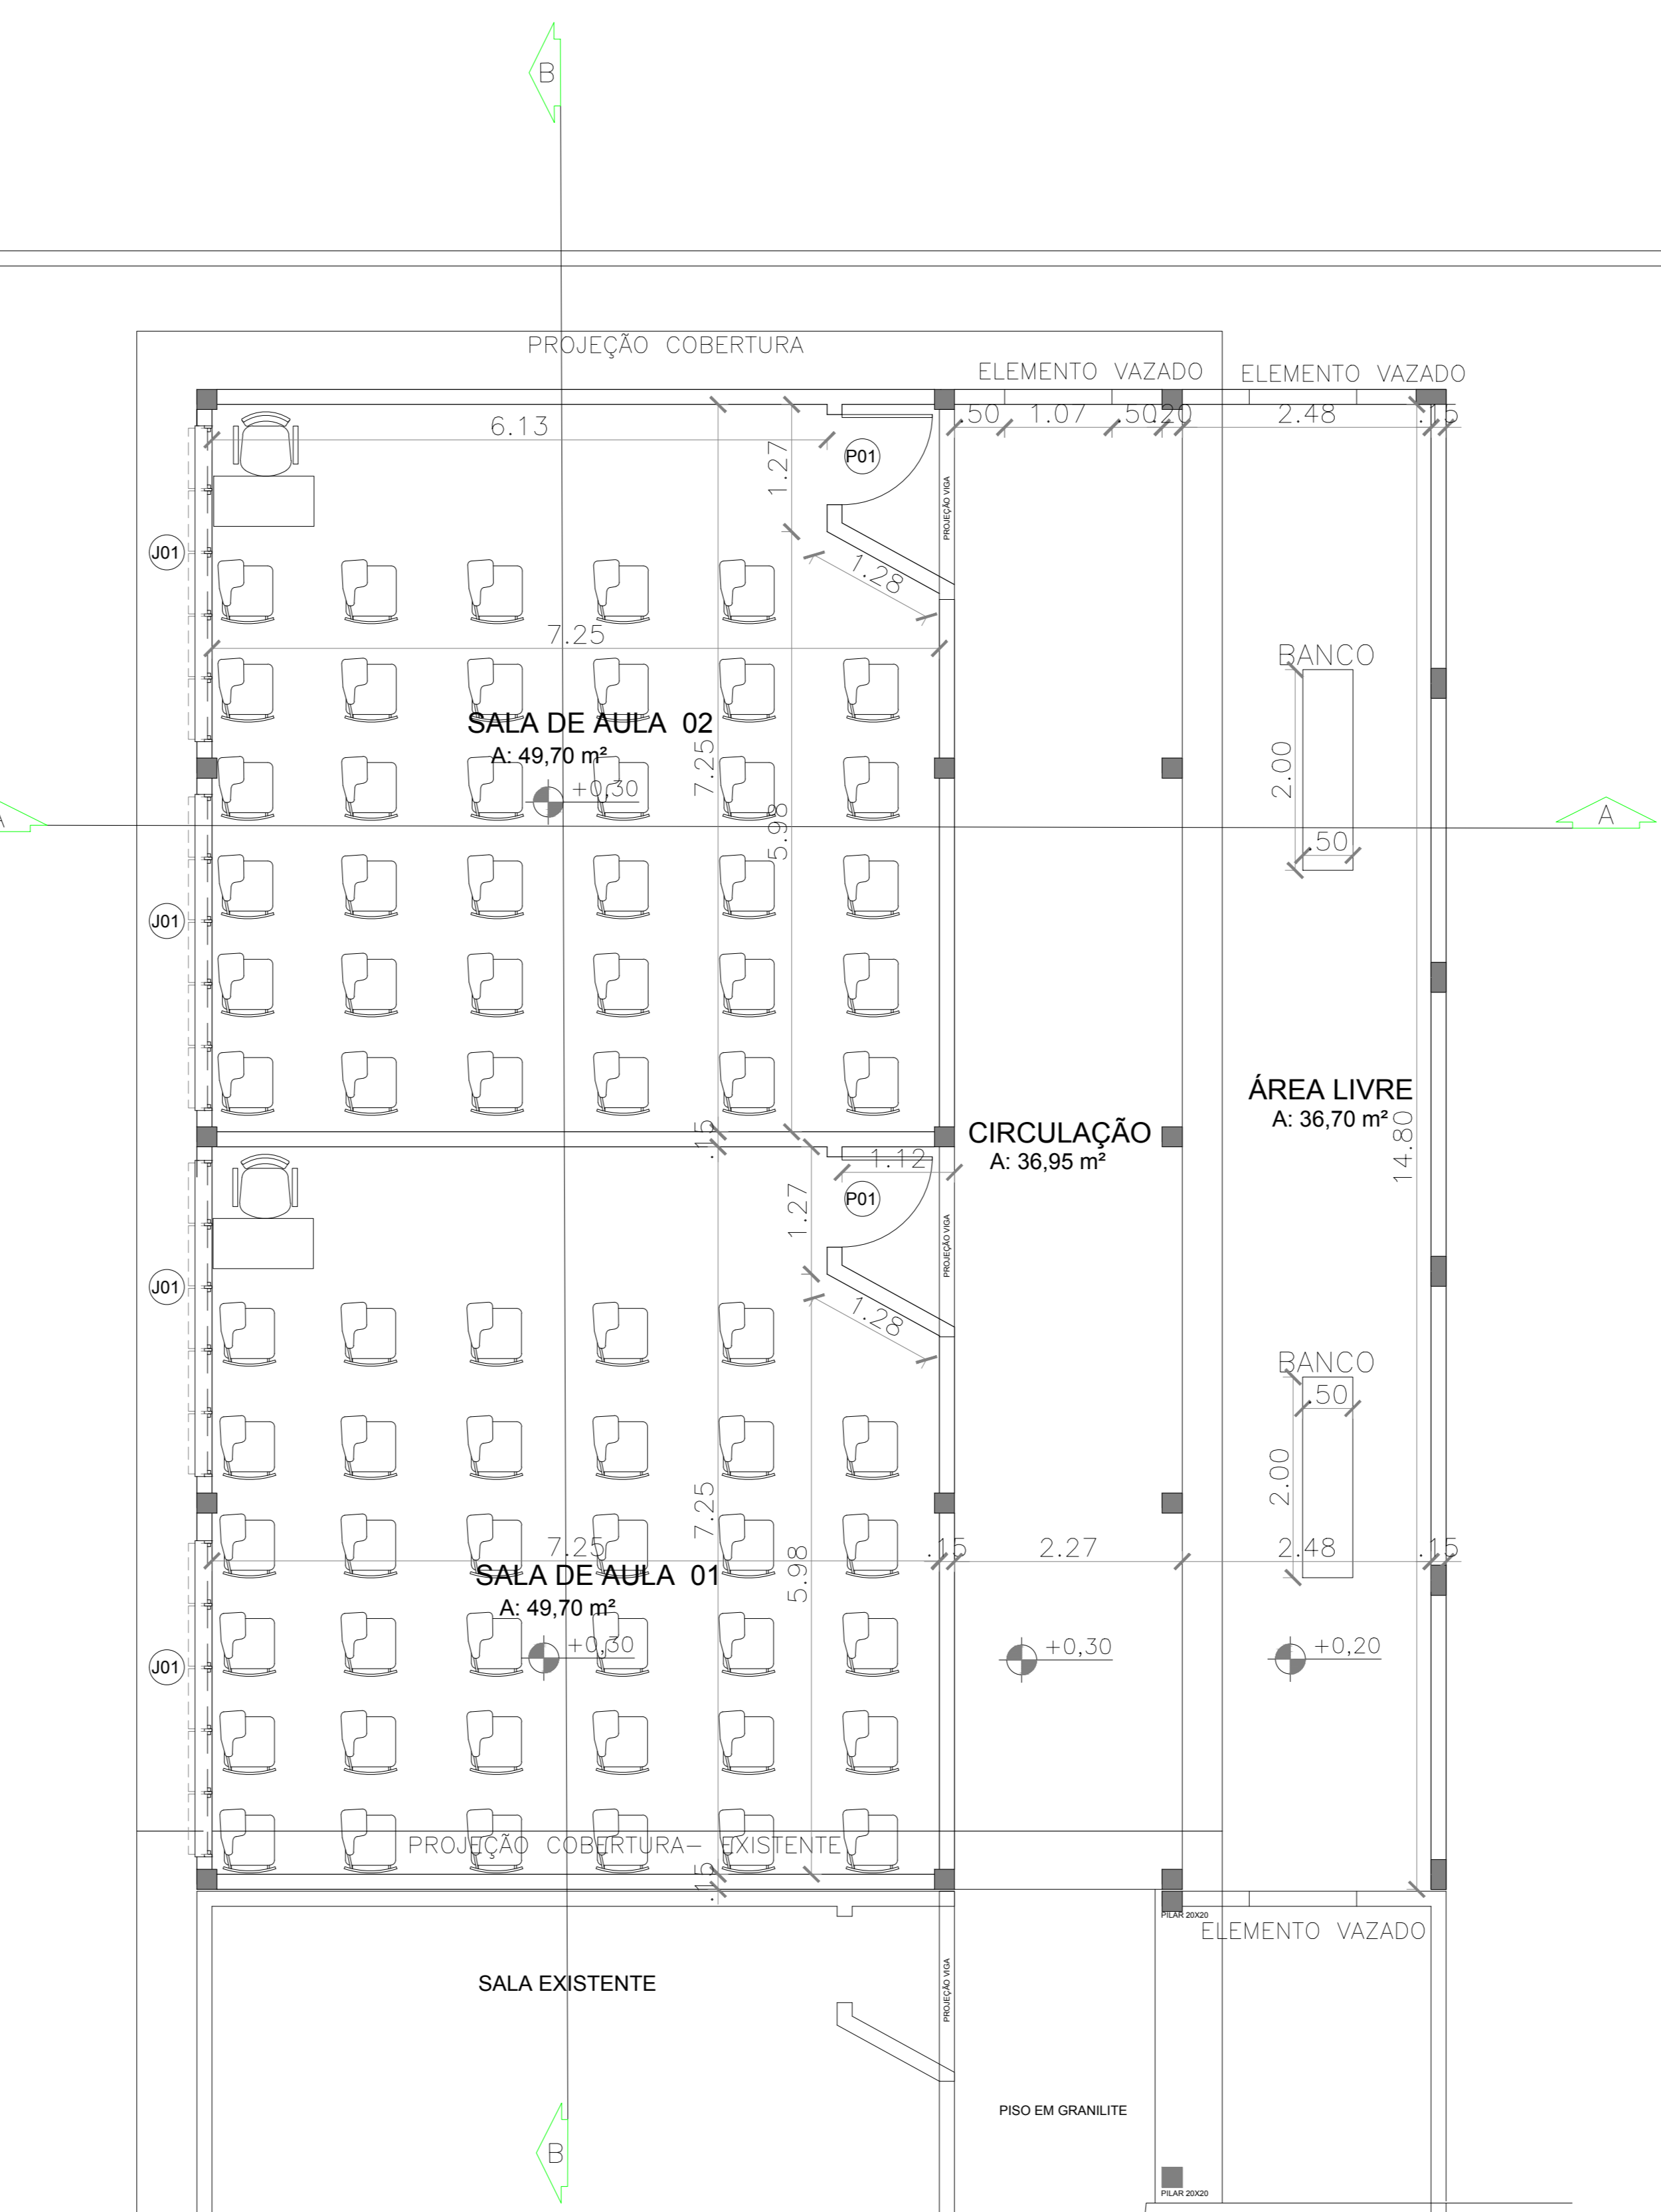 B
PROJEÇÃO COBERTURA
ELEMENTO VAZADO
ELEMENTO VAZADO
6.13
.50
1.07
.50
.20
2.48
.15
P01
1.27
PROJEÇÃO VIGA
J01
1.28
7.25
BANCO
SALA DE AULA 02
A: 49,70 m²
7.25
+0,30
2.00
5.98
A
A
.50
J01
ÁREA LIVRE
A: 36,70 m²
14.80
CIRCULAÇÃO
A: 36,95 m²
.15
1.12
P01
1.27
PROJEÇÃO VIGA
J01
1.28
BANCO
.50
2.00
7.25
7.25
.15
2.27
2.48
.15
SALA DE AULA 01
A: 49,70 m²
5.98
+0,30
+0,30
+0,20
J01
PROJEÇÃO COBERTURA- EXISTENTE
.15
PILAR 20X20
ELEMENTO VAZADO
SALA EXISTENTE
PROJEÇÃO VIGA
PISO EM GRANILITE
B
PILAR 20X20